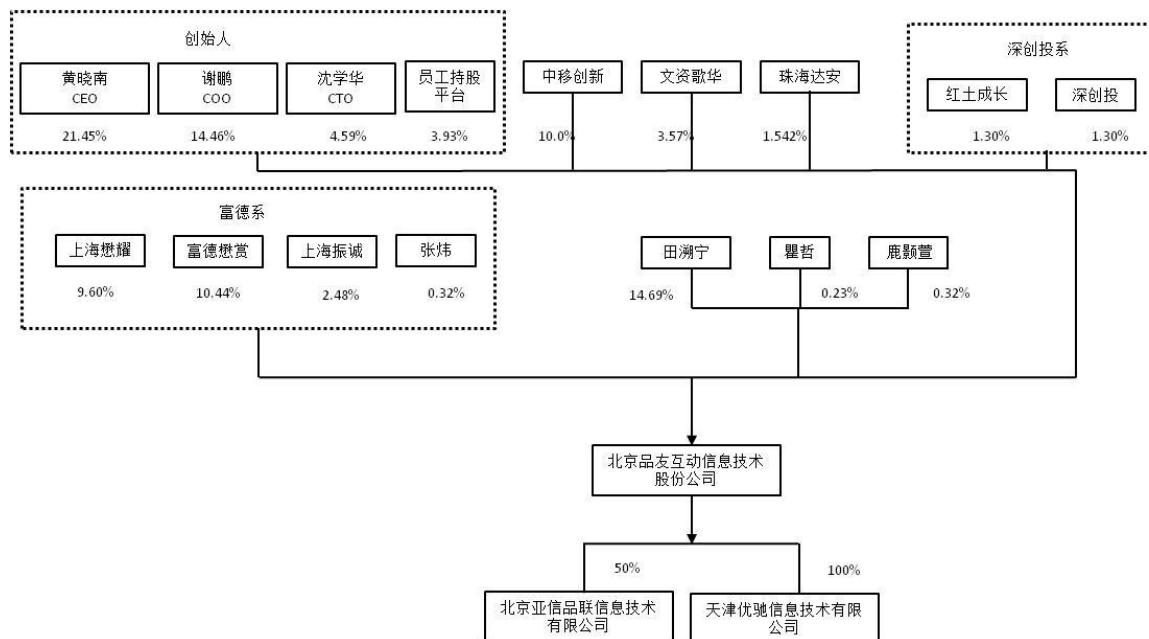 创始人
深创投系
黄晓南
CEO
谢鹏
COO
沈学华
CTO
员工持股
平台
中移创新
文资歌华
珠海达安
红土成长
深创投
21.45%
14.46%
4.59%
3.93%
10.0%
3.57%
1.542%
1.30%
1.30%
富德系
上海懋耀
富德懋赏
上海振诚
张炜
田溯宁
瞿哲
鹿颢萱
9.60%
10.44%
2.48%
0.32%
14.69%
0.23%
0.32%
北京品友互动信息技术
股份公司
50%
100%
北京亚信品联信息技术
有限公司
天津优驰信息技术有限
公司